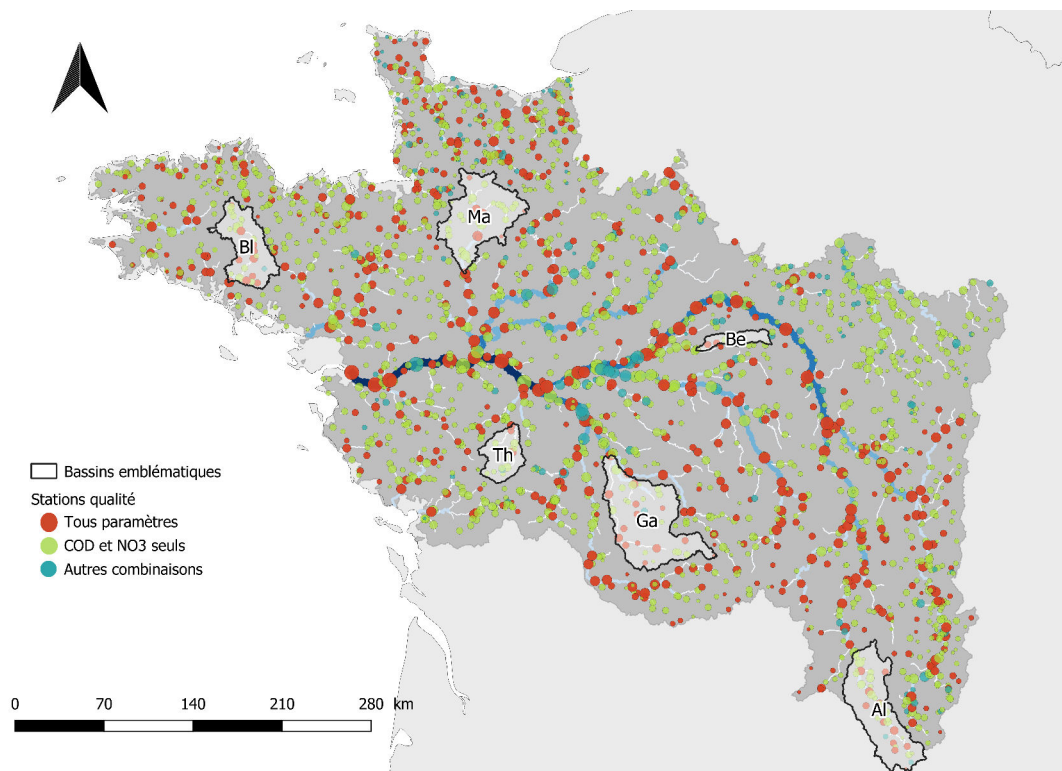 Ma
Bl
Be
Th
Ga
Al
Bassins emblématiques
Stations qualité
Tous paramètres
COD et NO3 seuls
Autres combinaisons
0 70 140 210 280 km